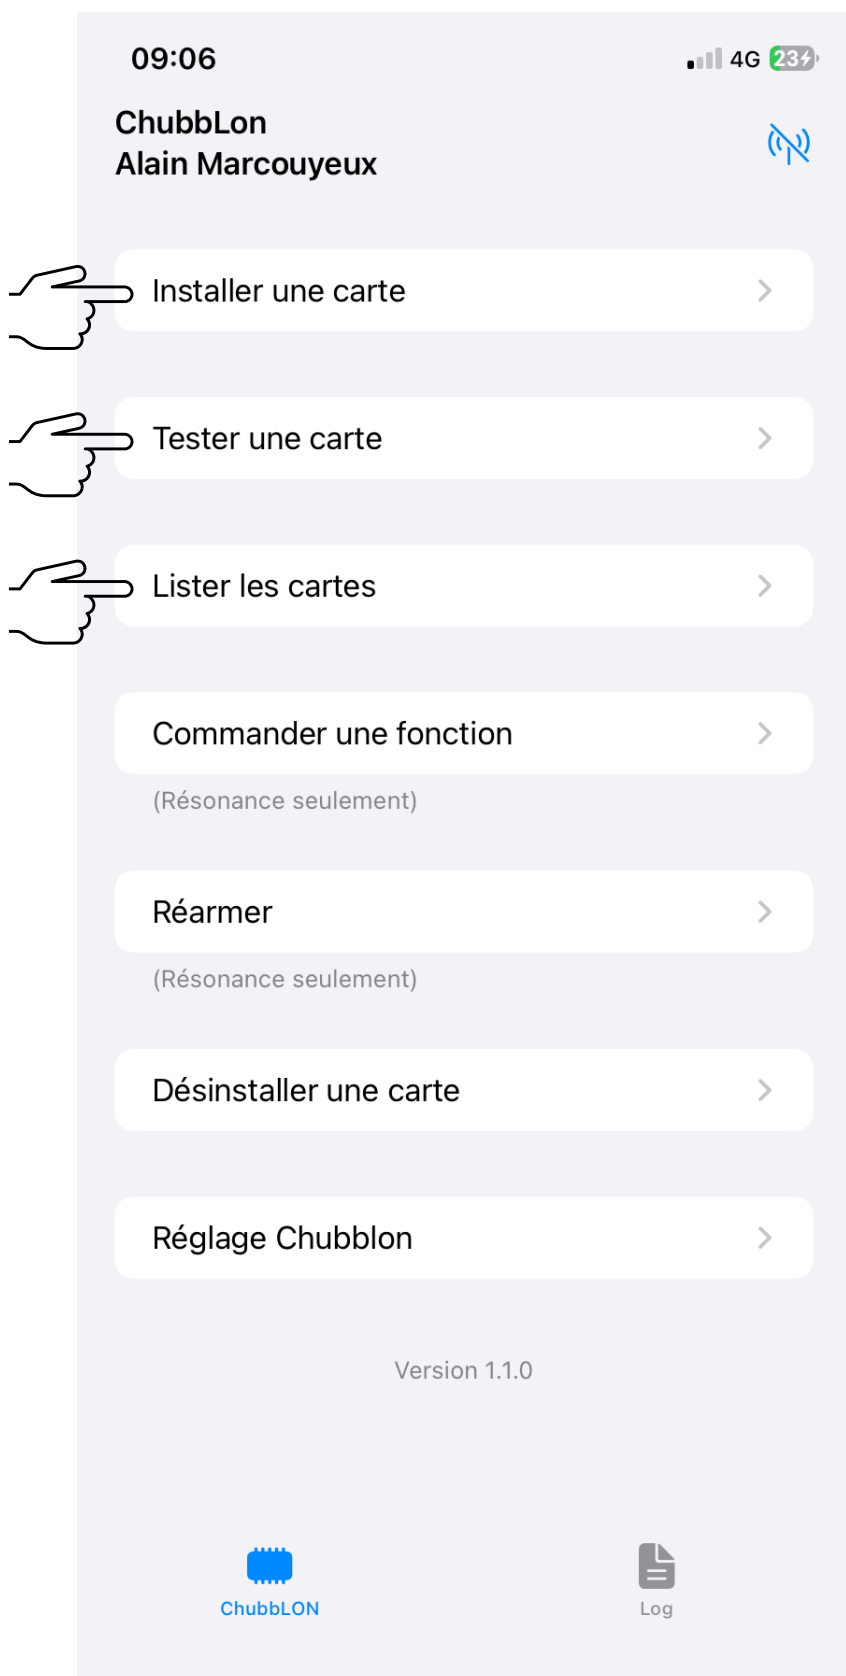 09:06
4G 23
ChubbLon
Alain Marcouyeux
Installer une carte
Tester une carte
Lister les cartes
Commander une fonction
(Résonance seulement)
Réarmer
(Résonance seulement)
Désinstaller une carte
Réglage Chubblon
Version 1.1.0
ChubbLON
Log